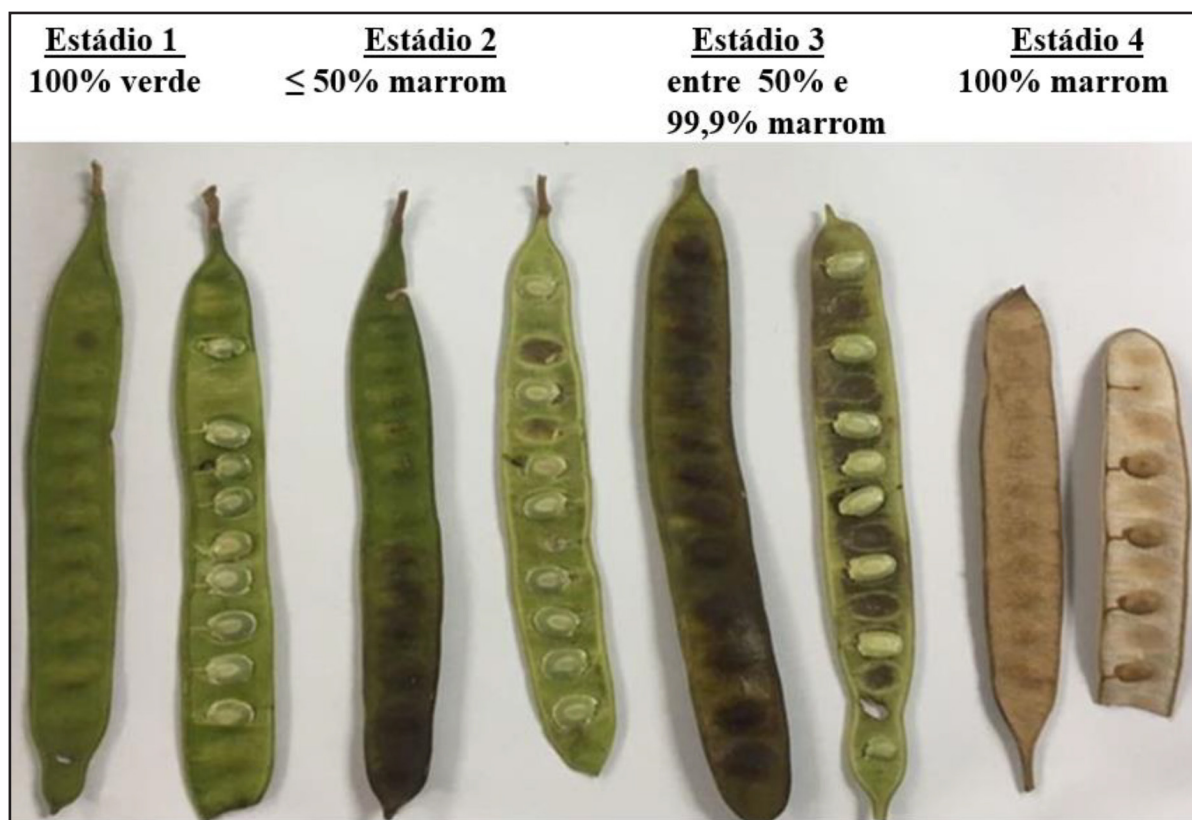 Estádio 1
100% verde
Estádio 2
≤ 50% marrom
Estádio 3
entre 50% e
99,9% marrom
Estádio 4
100% marrom